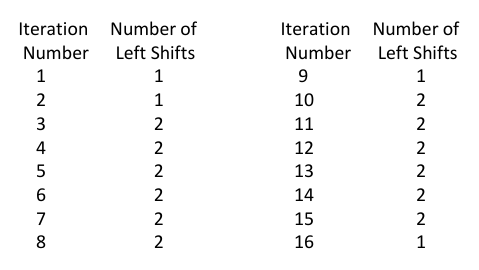 Iteration Number of Iteration Number of
Number Left Shifts Number Left Shifts
1 1 9 1
2 1 10 2
3 2 11 2
4 2 12 2
5 2 13 2
6 2 14 2
7 2 15 2
8 2 16 1